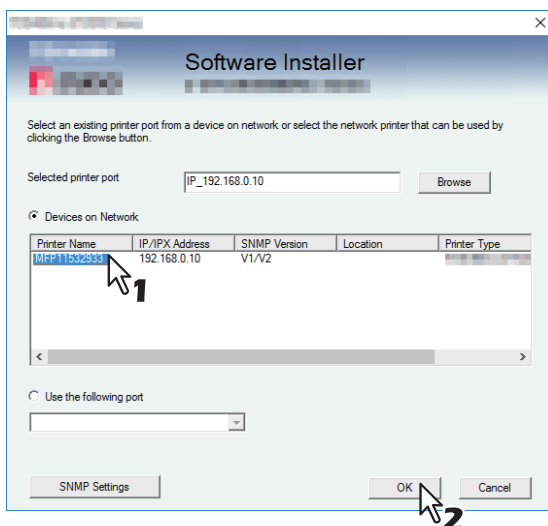 Software Installer
Select an existing printer port from a device on network or select the network printer that can be used by
clicking the Browse button.
Selected printer port IP_192.168.0.10 Browse
Devices on Network
Printer Name IP/IPX Address SNMP Version Location Printer Type
MFP11532933 192.168.0.10 V1/V2
1
Use the following port
SNMP Settings OK Cancel
2